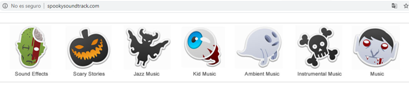 No es seguro | spookysoundtrack.com
Sound Effects Scary Stories Jazz Music Kid Music Ambient Music Instrumental Music Music